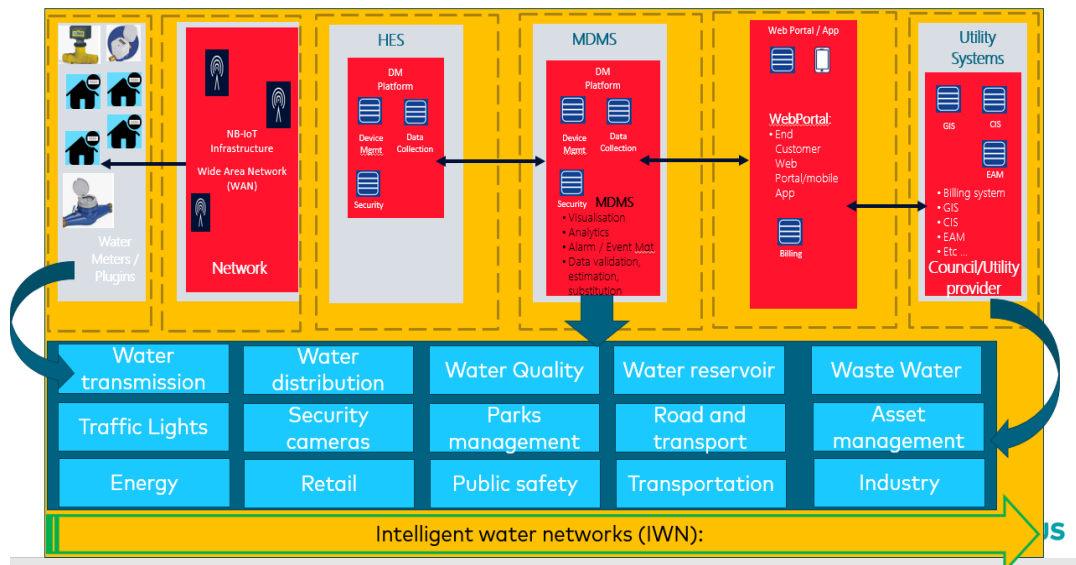 Water
Meters /
Plugins
NB-IoT
Infrastructure
Wide Area Network
(WAN)
Network
HES
DM
Platform
Device
Mgmt
Data
Collection
Security
MDMS
DM
Platform
Device
Mgmt
Data
Collection
Security
MDMS
• Visualisation
• Analytics
• Alarm / Event Mgt
• Data validation,
estimation,
substitution
Web Portal / App
WebPortal:
• End
Customer
Web
Portal/mobile
App
Billing
Utility
Systems
GIS
CIS
EAM
• Billing system
• GIS
• CIS
• EAM
• Etc ...
Council/Utility
provider
Water
transmission
Water
distribution
Water Quality
Water reservoir
Waste Water
Traffic Lights
Security
cameras
Parks
management
Road and
transport
Asset
management
Energy
Retail
Public safety
Transportation
Industry
Intelligent water networks (IWN):